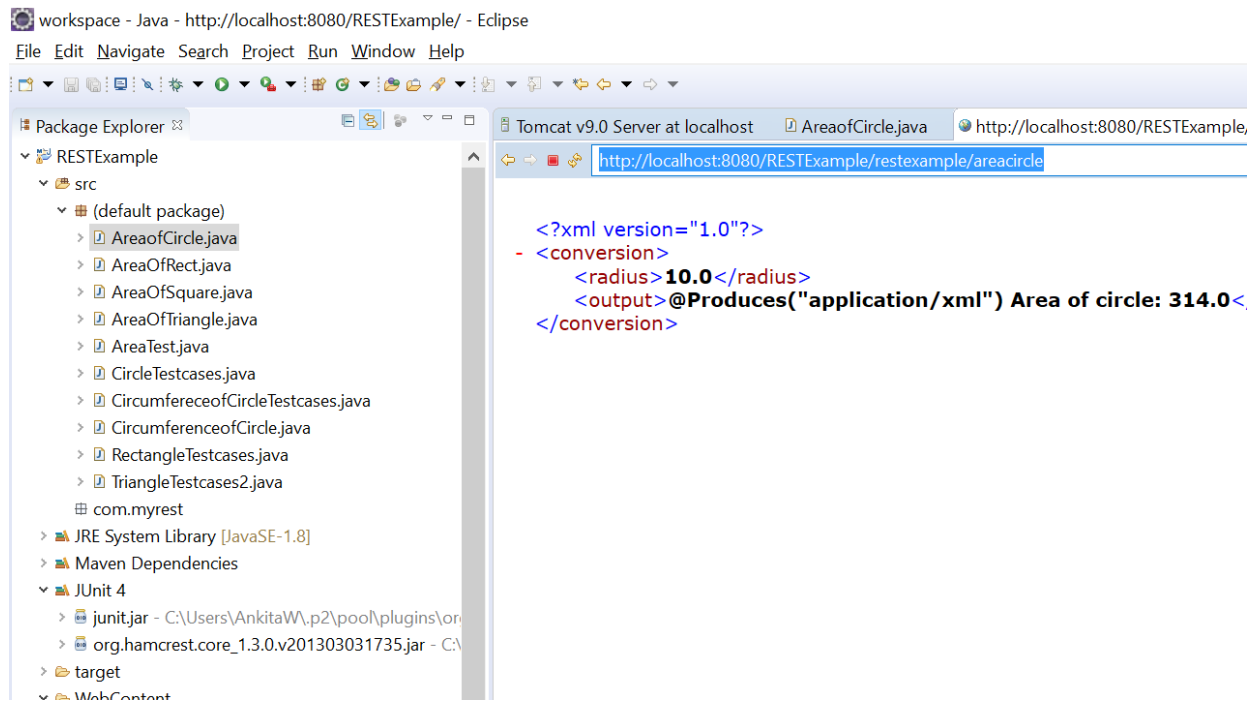 workspace - Java - http://localhost:8080/RESTExample/ - Eclipse
File Edit Navigate Search Project Run Window Help
Package Explorer
Tomcat v9.0 Server at localhost
AreaofCircle.java
http://localhost:8080/RESTExample/
http://localhost:8080/RESTExample/restexample/areacircle
RESTExample
src
(default package)
AreaofCircle.java
AreaOfRect.java
AreaOfSquare.java
AreaOfTriangle.java
AreaTest.java
CircleTestcases.java
CircumfereceofCircleTestcases.java
CircumferenceofCircle.java
RectangleTestcases.java
TriangleTestcases2.java
com.myrest
JRE System Library [JavaSE-1.8]
Maven Dependencies
JUnit 4
junit.jar - C:\Users\AnkitaW\.p2\pool\plugins\or
org.hamcrest.core_1.3.0.v201303031735.jar - C:\
target
WebContent
<?xml version="1.0"?>
- <conversion>
<radius>10.0</radius>
<output>@Produces("application/xml") Area of circle: 314.0</
</conversion>